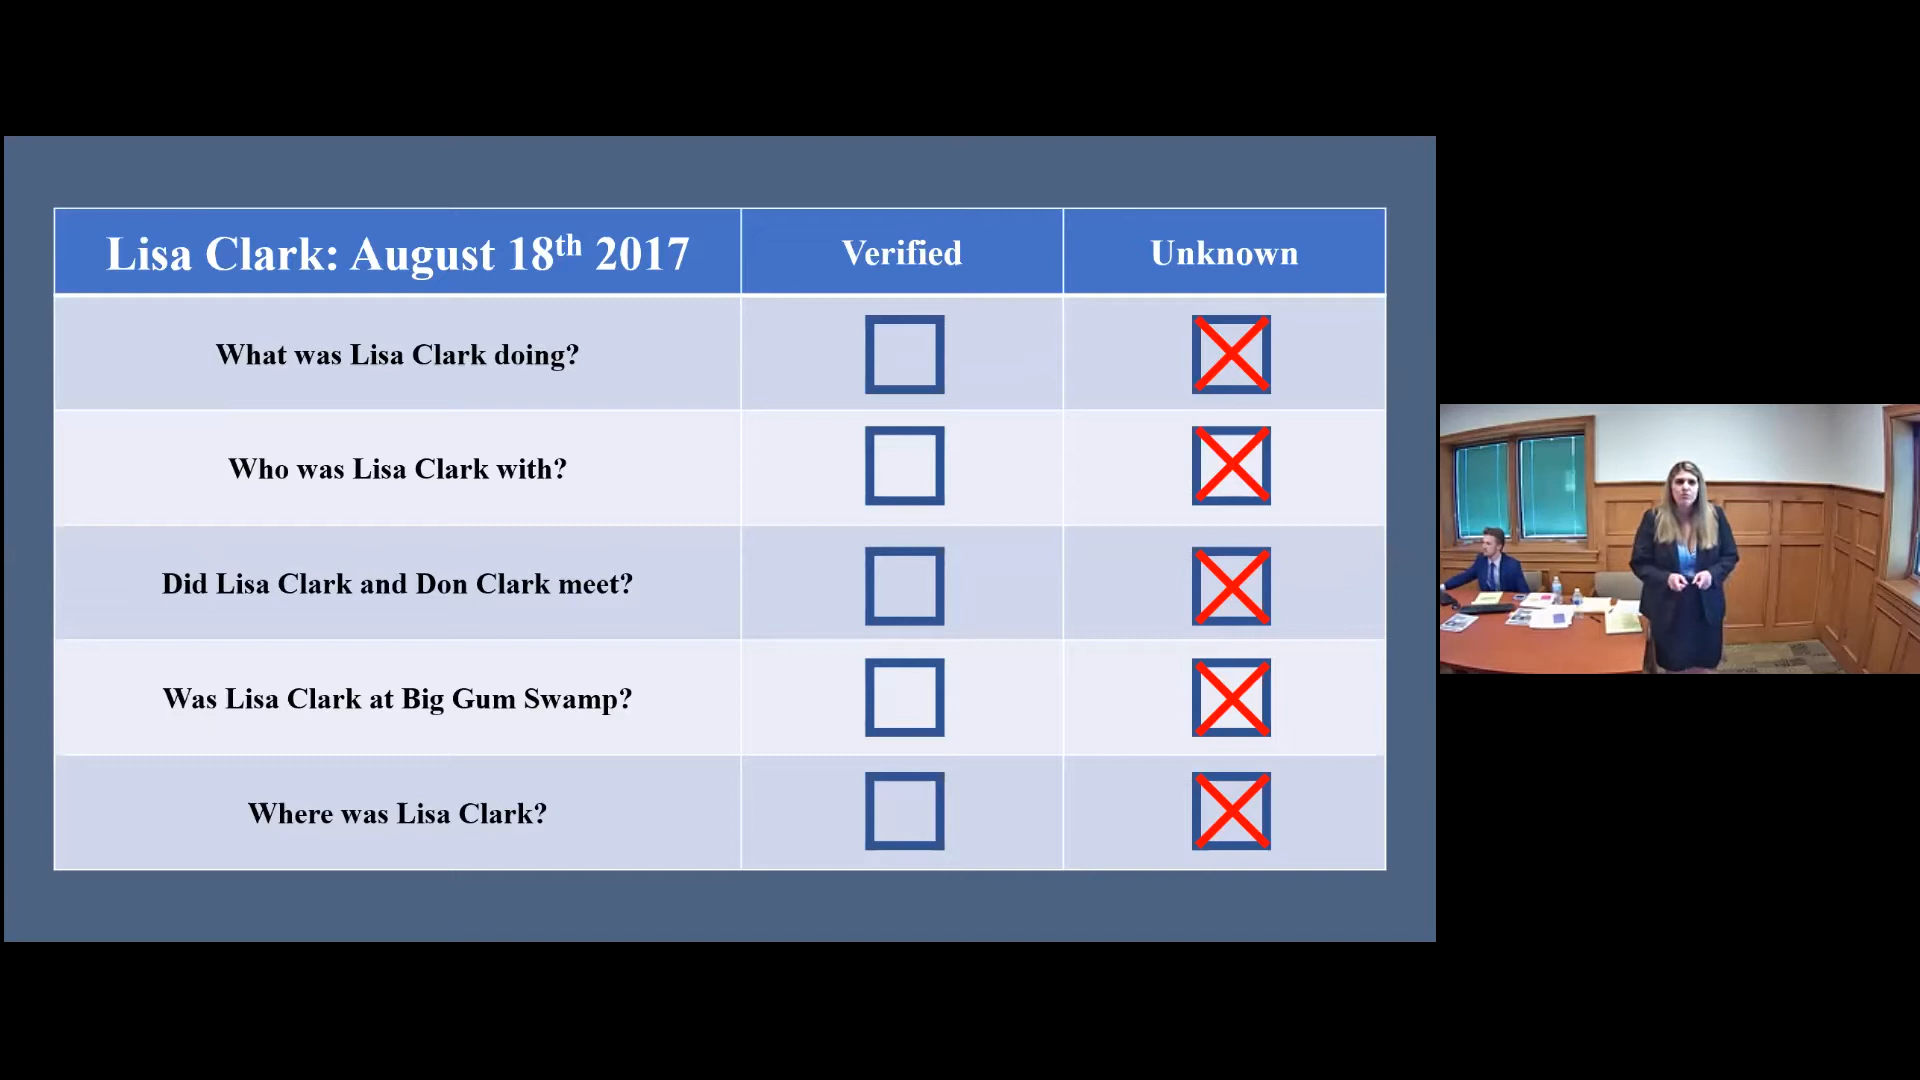 Lisa Clark: August 18th 2017 Verified Unknown
What was Lisa Clark doing?
Who was Lisa Clark with?
Did Lisa Clark and Don Clark meet?
Was Lisa Clark at Big Gum Swamp?
Where was Lisa Clark?